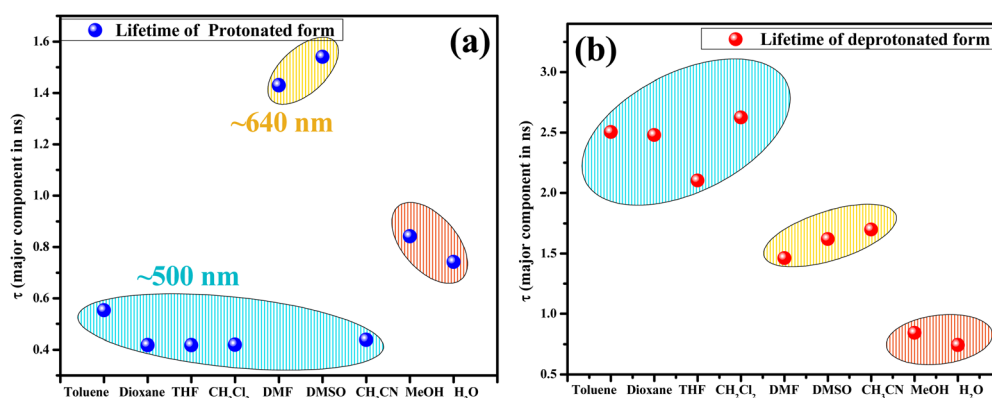 Lifetime of Protonated form
(a)
1.6
1.4
1.2
1.0
0.8
0.6
0.4
~640 nm
~500 nm
τ (major component in ns)
Toluene Dioxane THF CH₂Cl₂ DMF DMSO CH₃CN MeOH H₂O
Lifetime of deprotonated form
(b)
3.0
2.5
2.0
1.5
1.0
0.5
τ (major component in ns)
Toluene Dioxane THF CH₂Cl₂ DMF DMSO CH₃CN MeOH H₂O